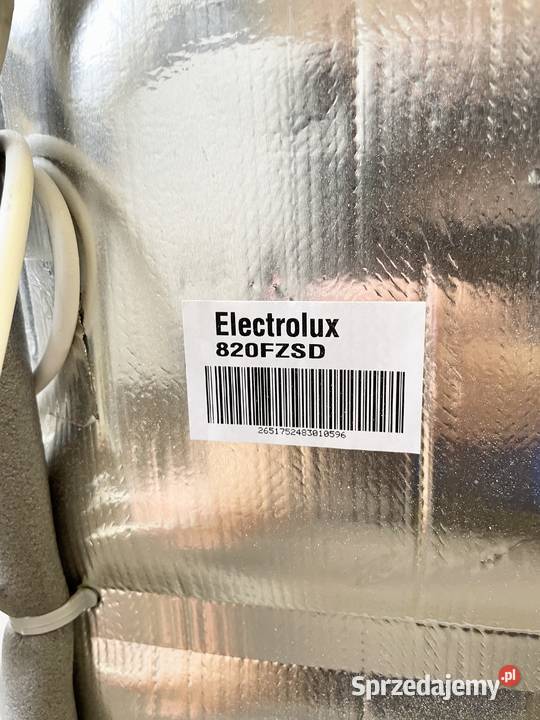 Electrolux
820FZSD
2651752483010596
Sprzedajemy.pl